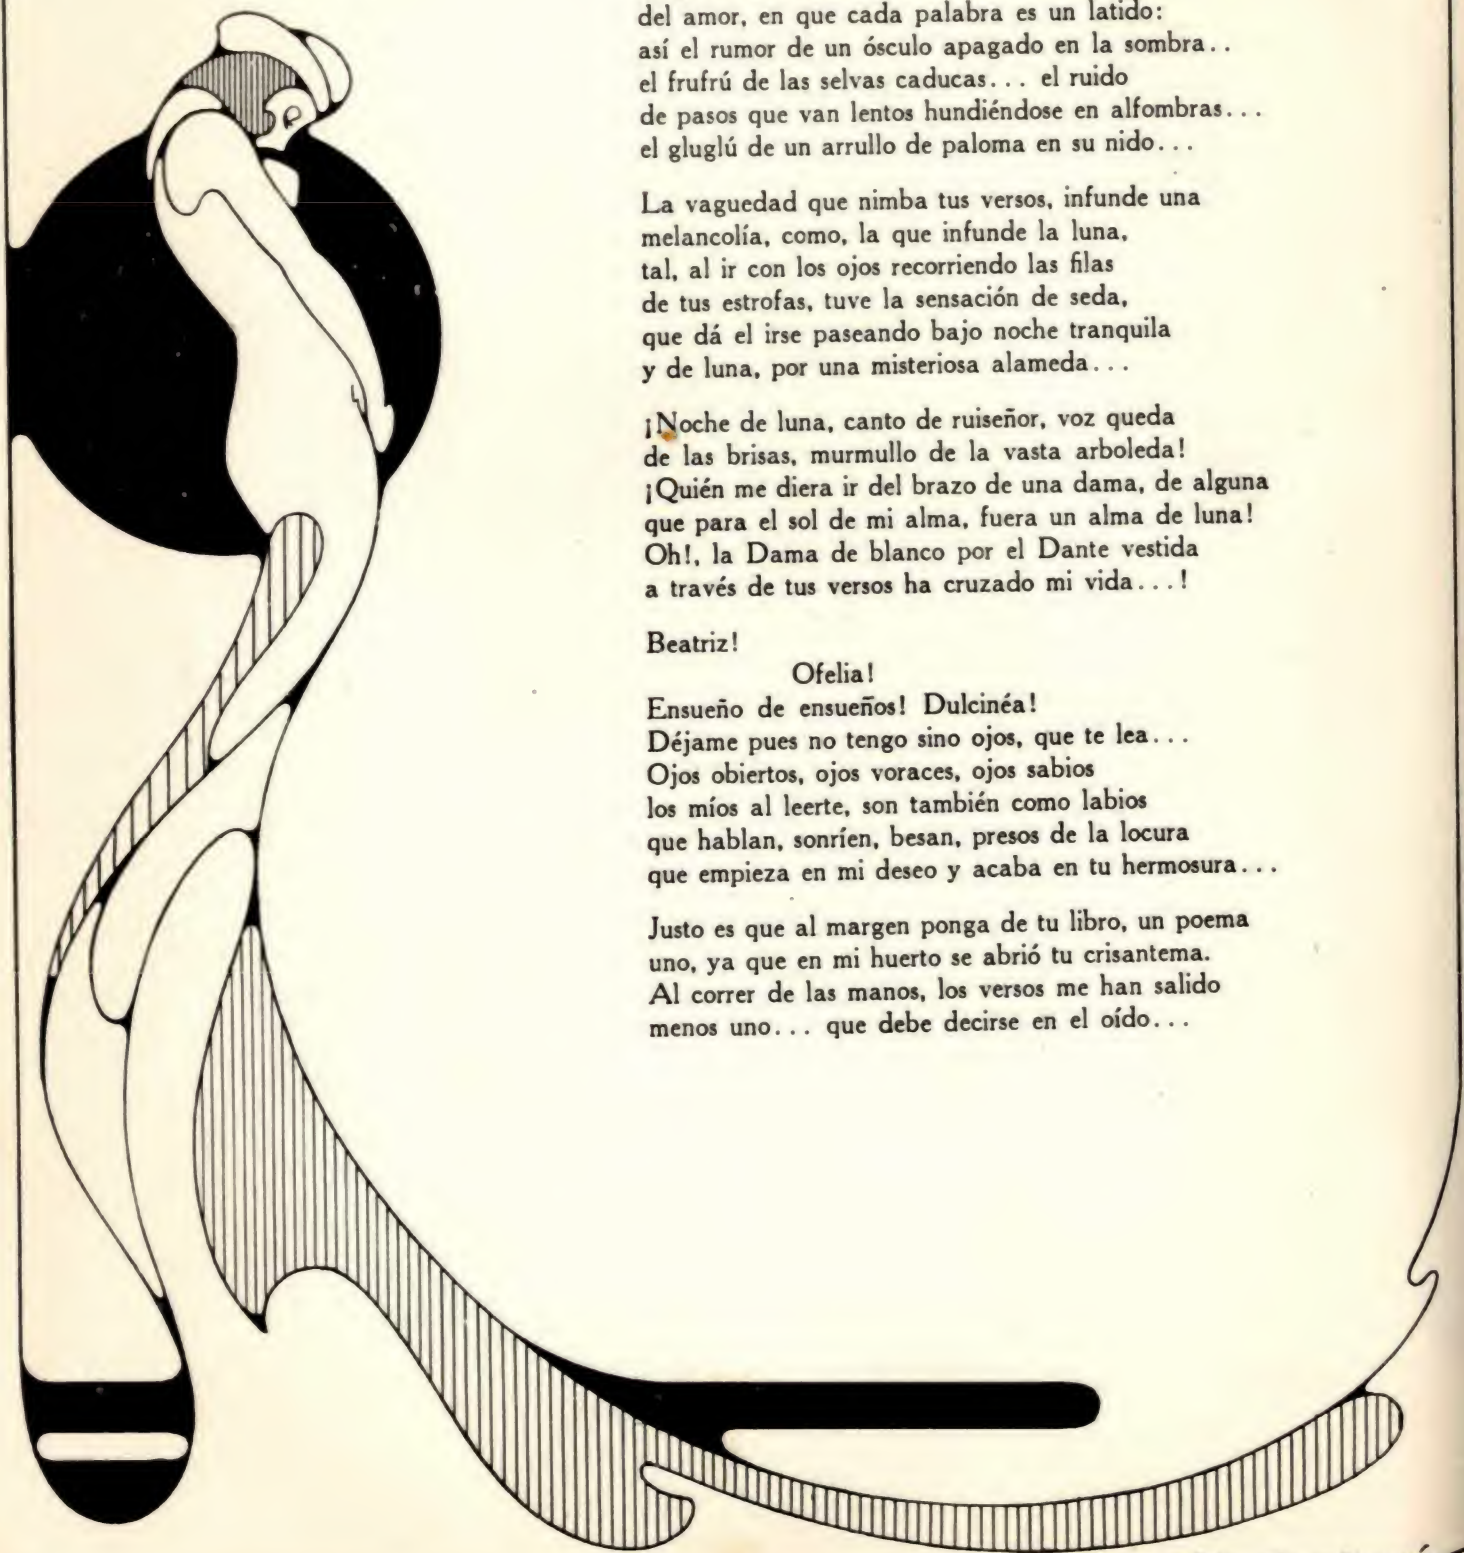 del amor, en que cada palabra es un latido:
así el rumor de un ósculo apagado en la sombra..
el frufrú de las selvas caducas... el ruido
de pasos que van lentos hundiéndose en alfombras...
el gluglú de un arrullo de paloma en su nido...
La vaguedad que nimba tus versos, infunde una
melancolía, como, la que infunde la luna,
tal, al ir con los ojos recorriendo las filas
de tus estrofas, tuve la sensación de seda,
que dá el irse paseando bajo noche tranquila
y de luna, por una misteriosa alameda...
¡Noche de luna, canto de ruiseñor, voz queda
de las brisas, murmullo de la vasta arboleda!
¡Quién me diera ir del brazo de una dama, de alguna
que para el sol de mi alma, fuera un alma de luna!
Oh!, la Dama de blanco por el Dante vestida
a través de tus versos ha cruzado mi vida...!
Beatriz!
Ofelia!
Ensueño de ensueños! Dulcinéa!
Déjame pues no tengo sino ojos, que te lea...
Ojos obiertos, ojos voraces, ojos sabios
los míos al leerte, son también como labios
que hablan, sonríen, besan, presos de la locura
que empieza en mi deseo y acaba en tu hermosura...
Justo es que al margen ponga de tu libro, un poema
uno, ya que en mi huerto se abrió tu crisantema.
Al correr de las manos, los versos me han salido
menos uno... que debe decirse en el oído...